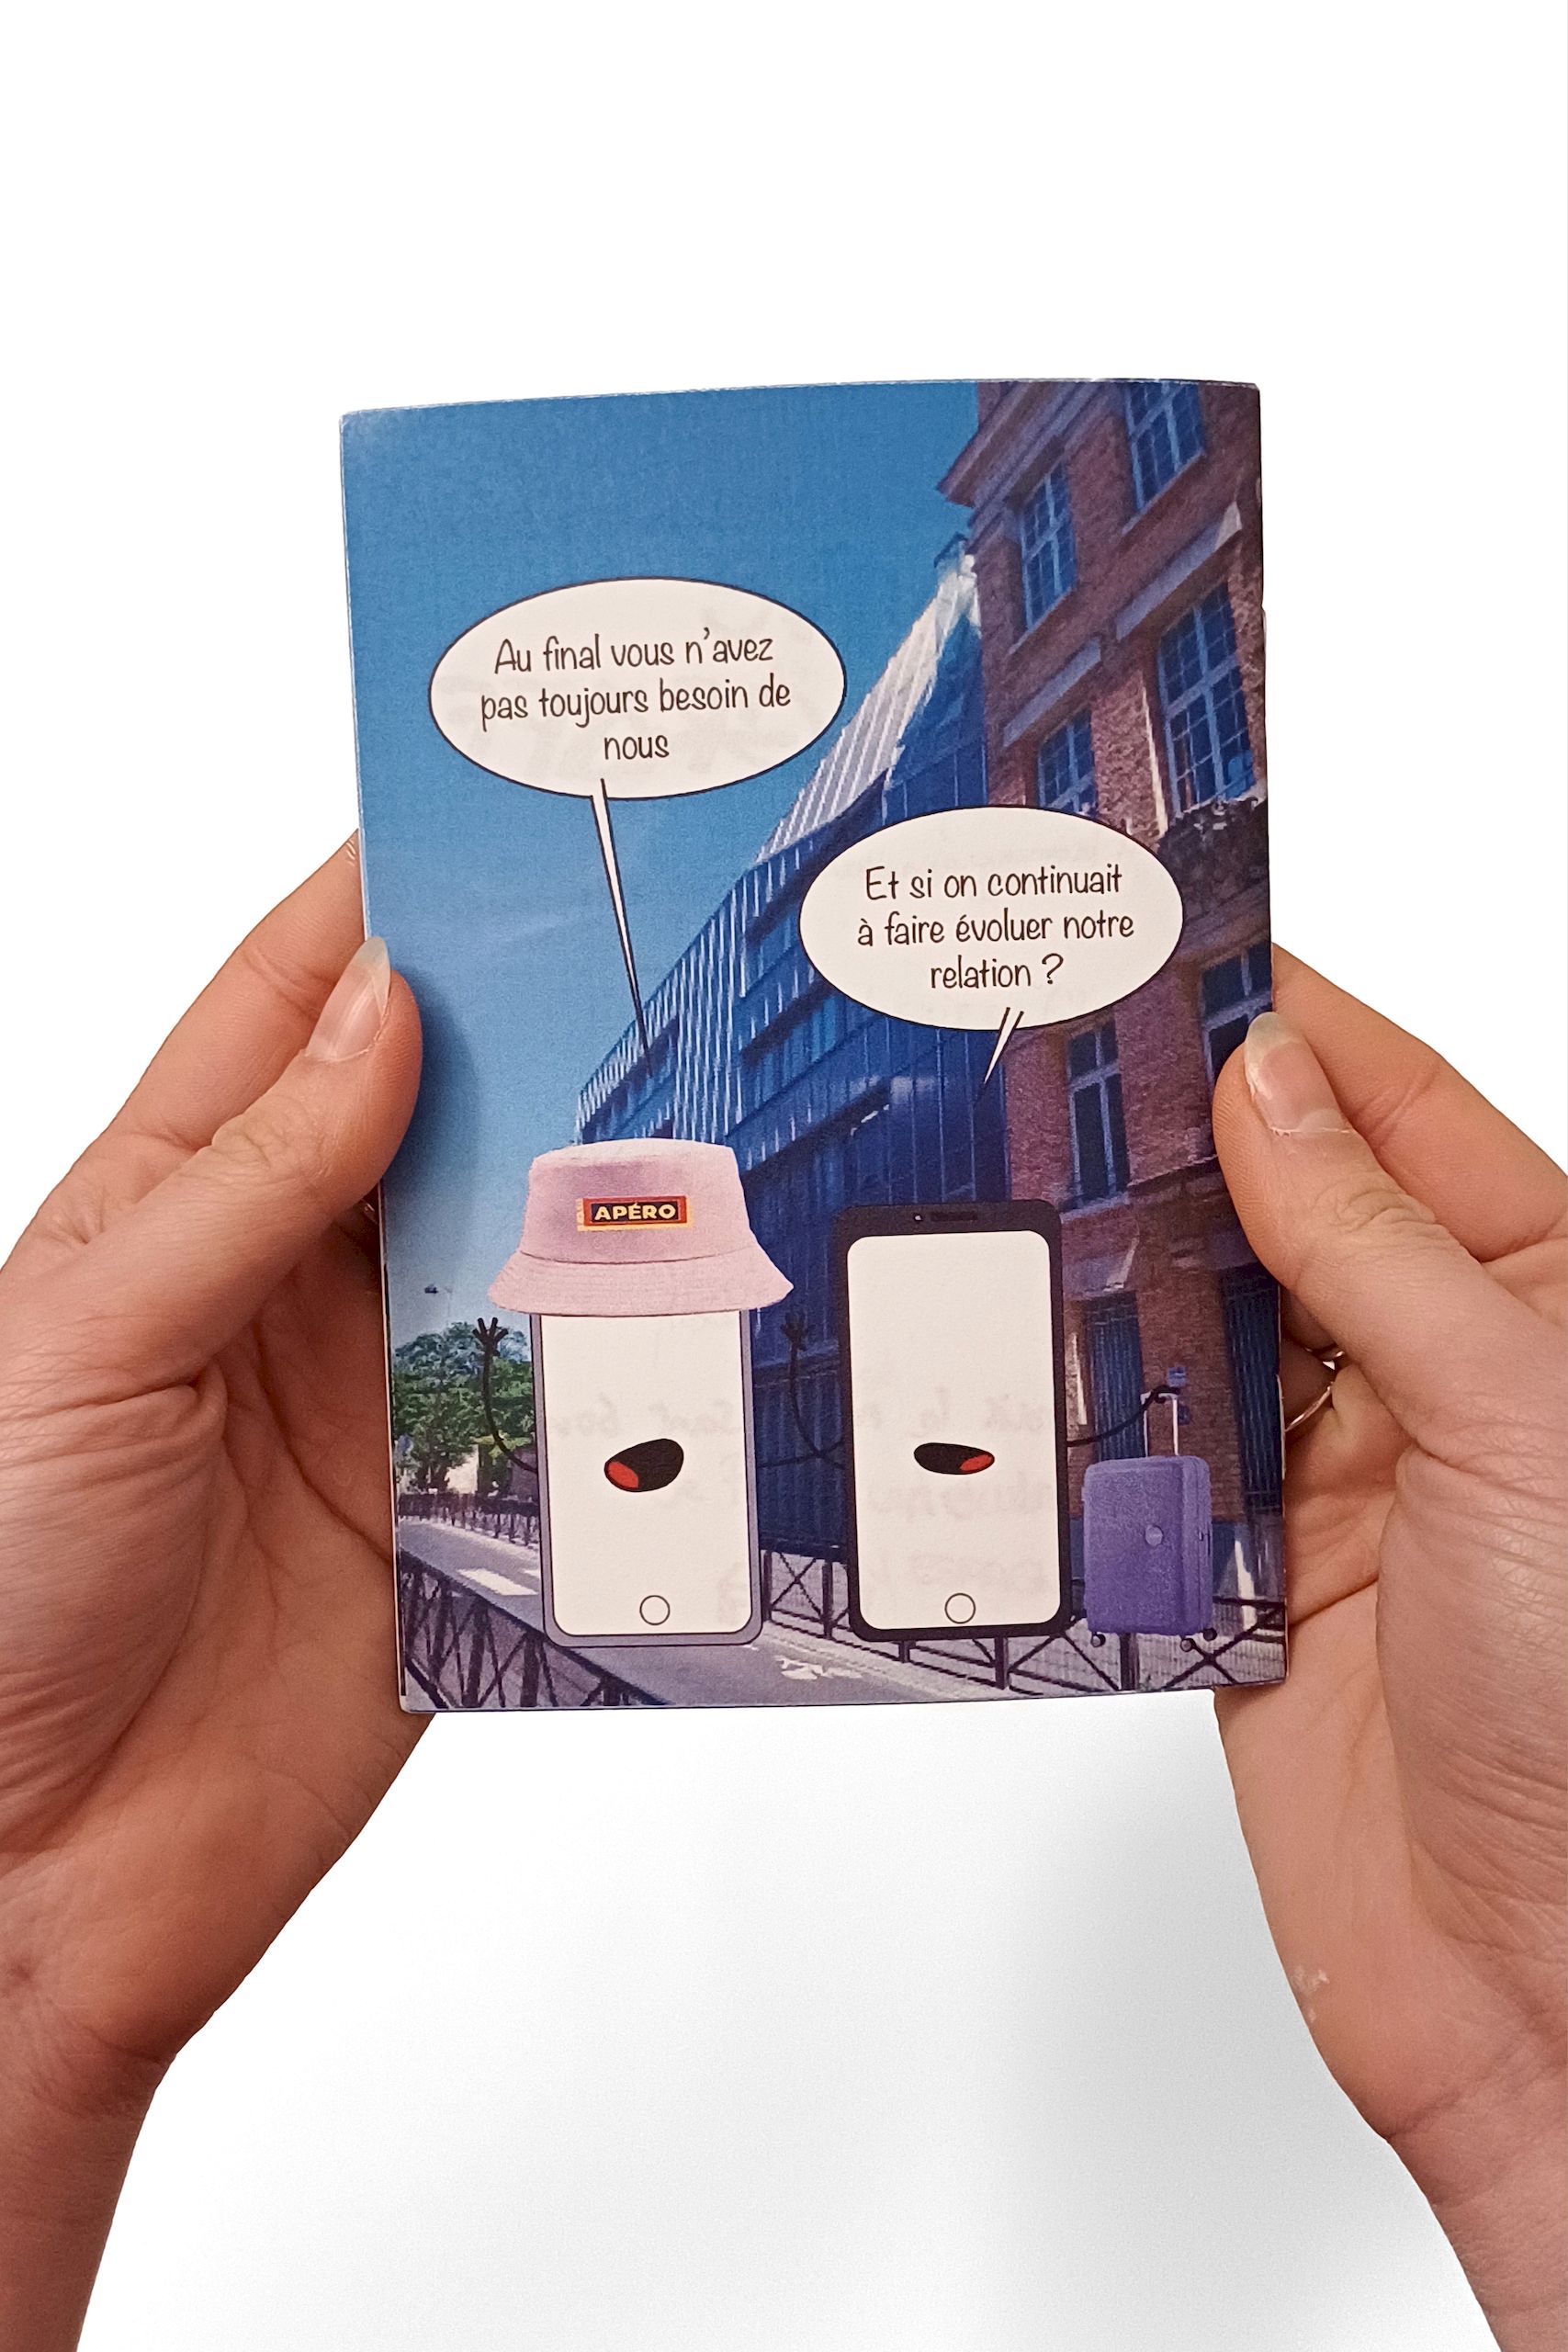 Au final vous n'avez
pas toujours besoin de
nous
Et si on continuait
à faire évoluer notre
relation ?
APÉRO